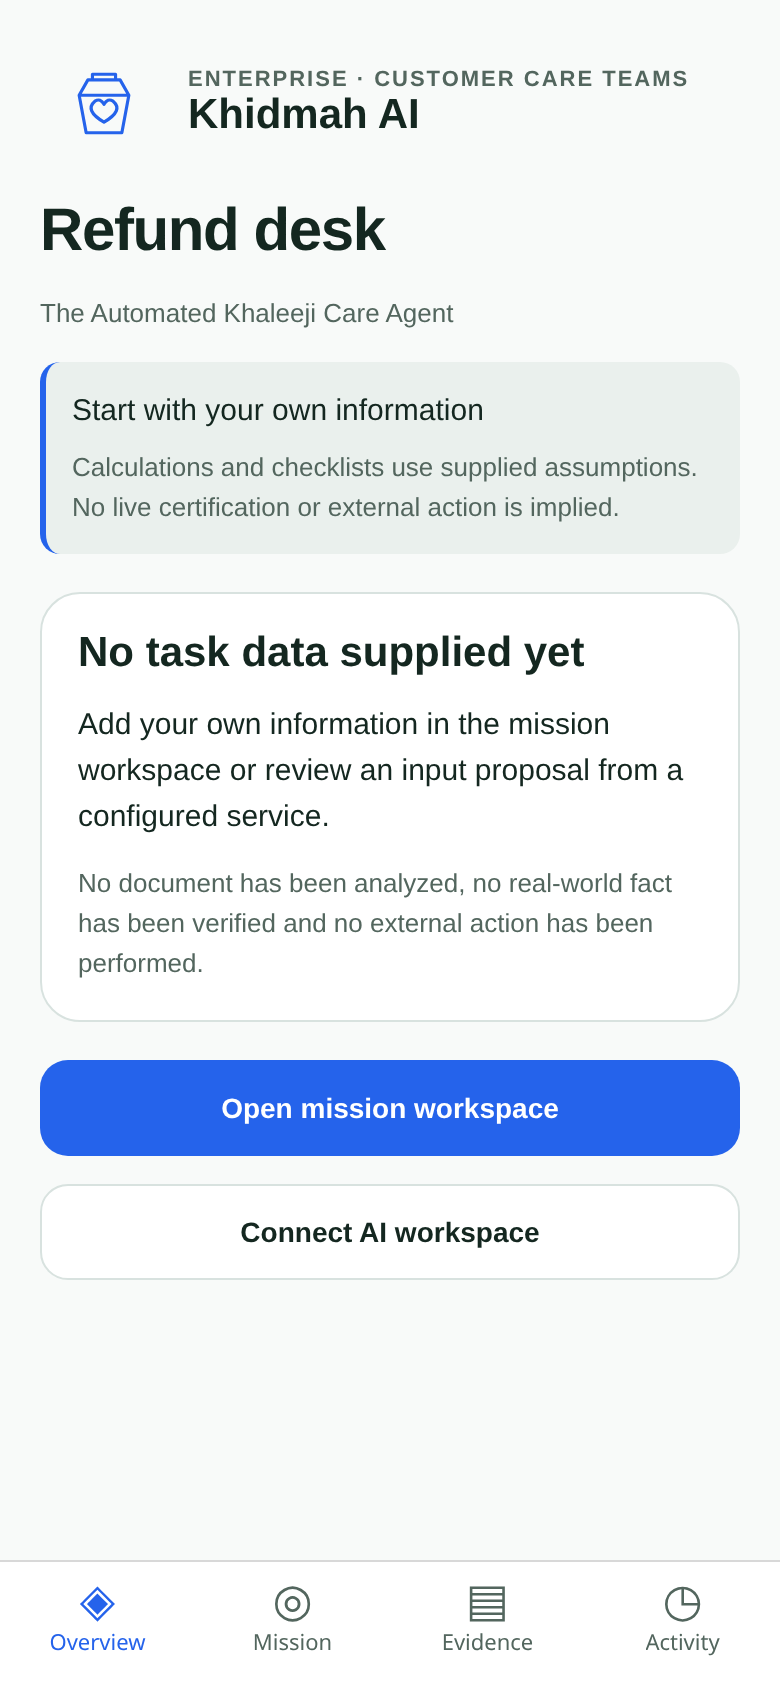 ENTERPRISE · CUSTOMER CARE TEAMS
Khidmah AI
Refund desk
The Automated Khaleeji Care Agent
Start with your own information
Calculations and checklists use supplied assumptions.
No live certification or external action is implied.
No task data supplied yet
Add your own information in the mission
workspace or review an input proposal from a
configured service.
No document has been analyzed, no real-world fact
has been verified and no external action has been
performed.
Open mission workspace
Connect AI workspace
Overview
Mission
Evidence
Activity